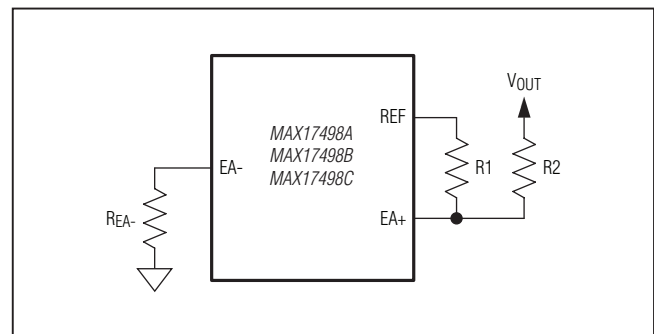 VOUT
REF
MAX17498A
MAX17498B
MAX17498C
EA-
R1
R2
REA-
EA+